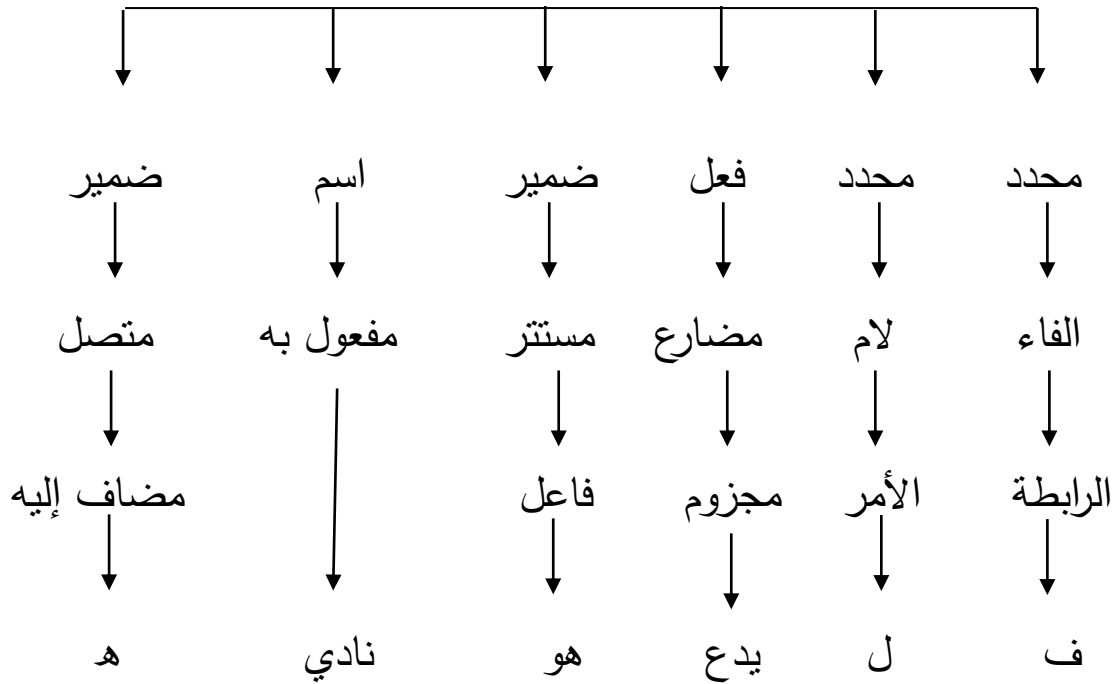 محدد محدد فعل ضمير اسم ضمير
الفاء لام مضارع مستتر مفعول به متصل
الرابطة الأمر مجزوم فاعل مضاف إليه
ف ل يدع هو نادي ه